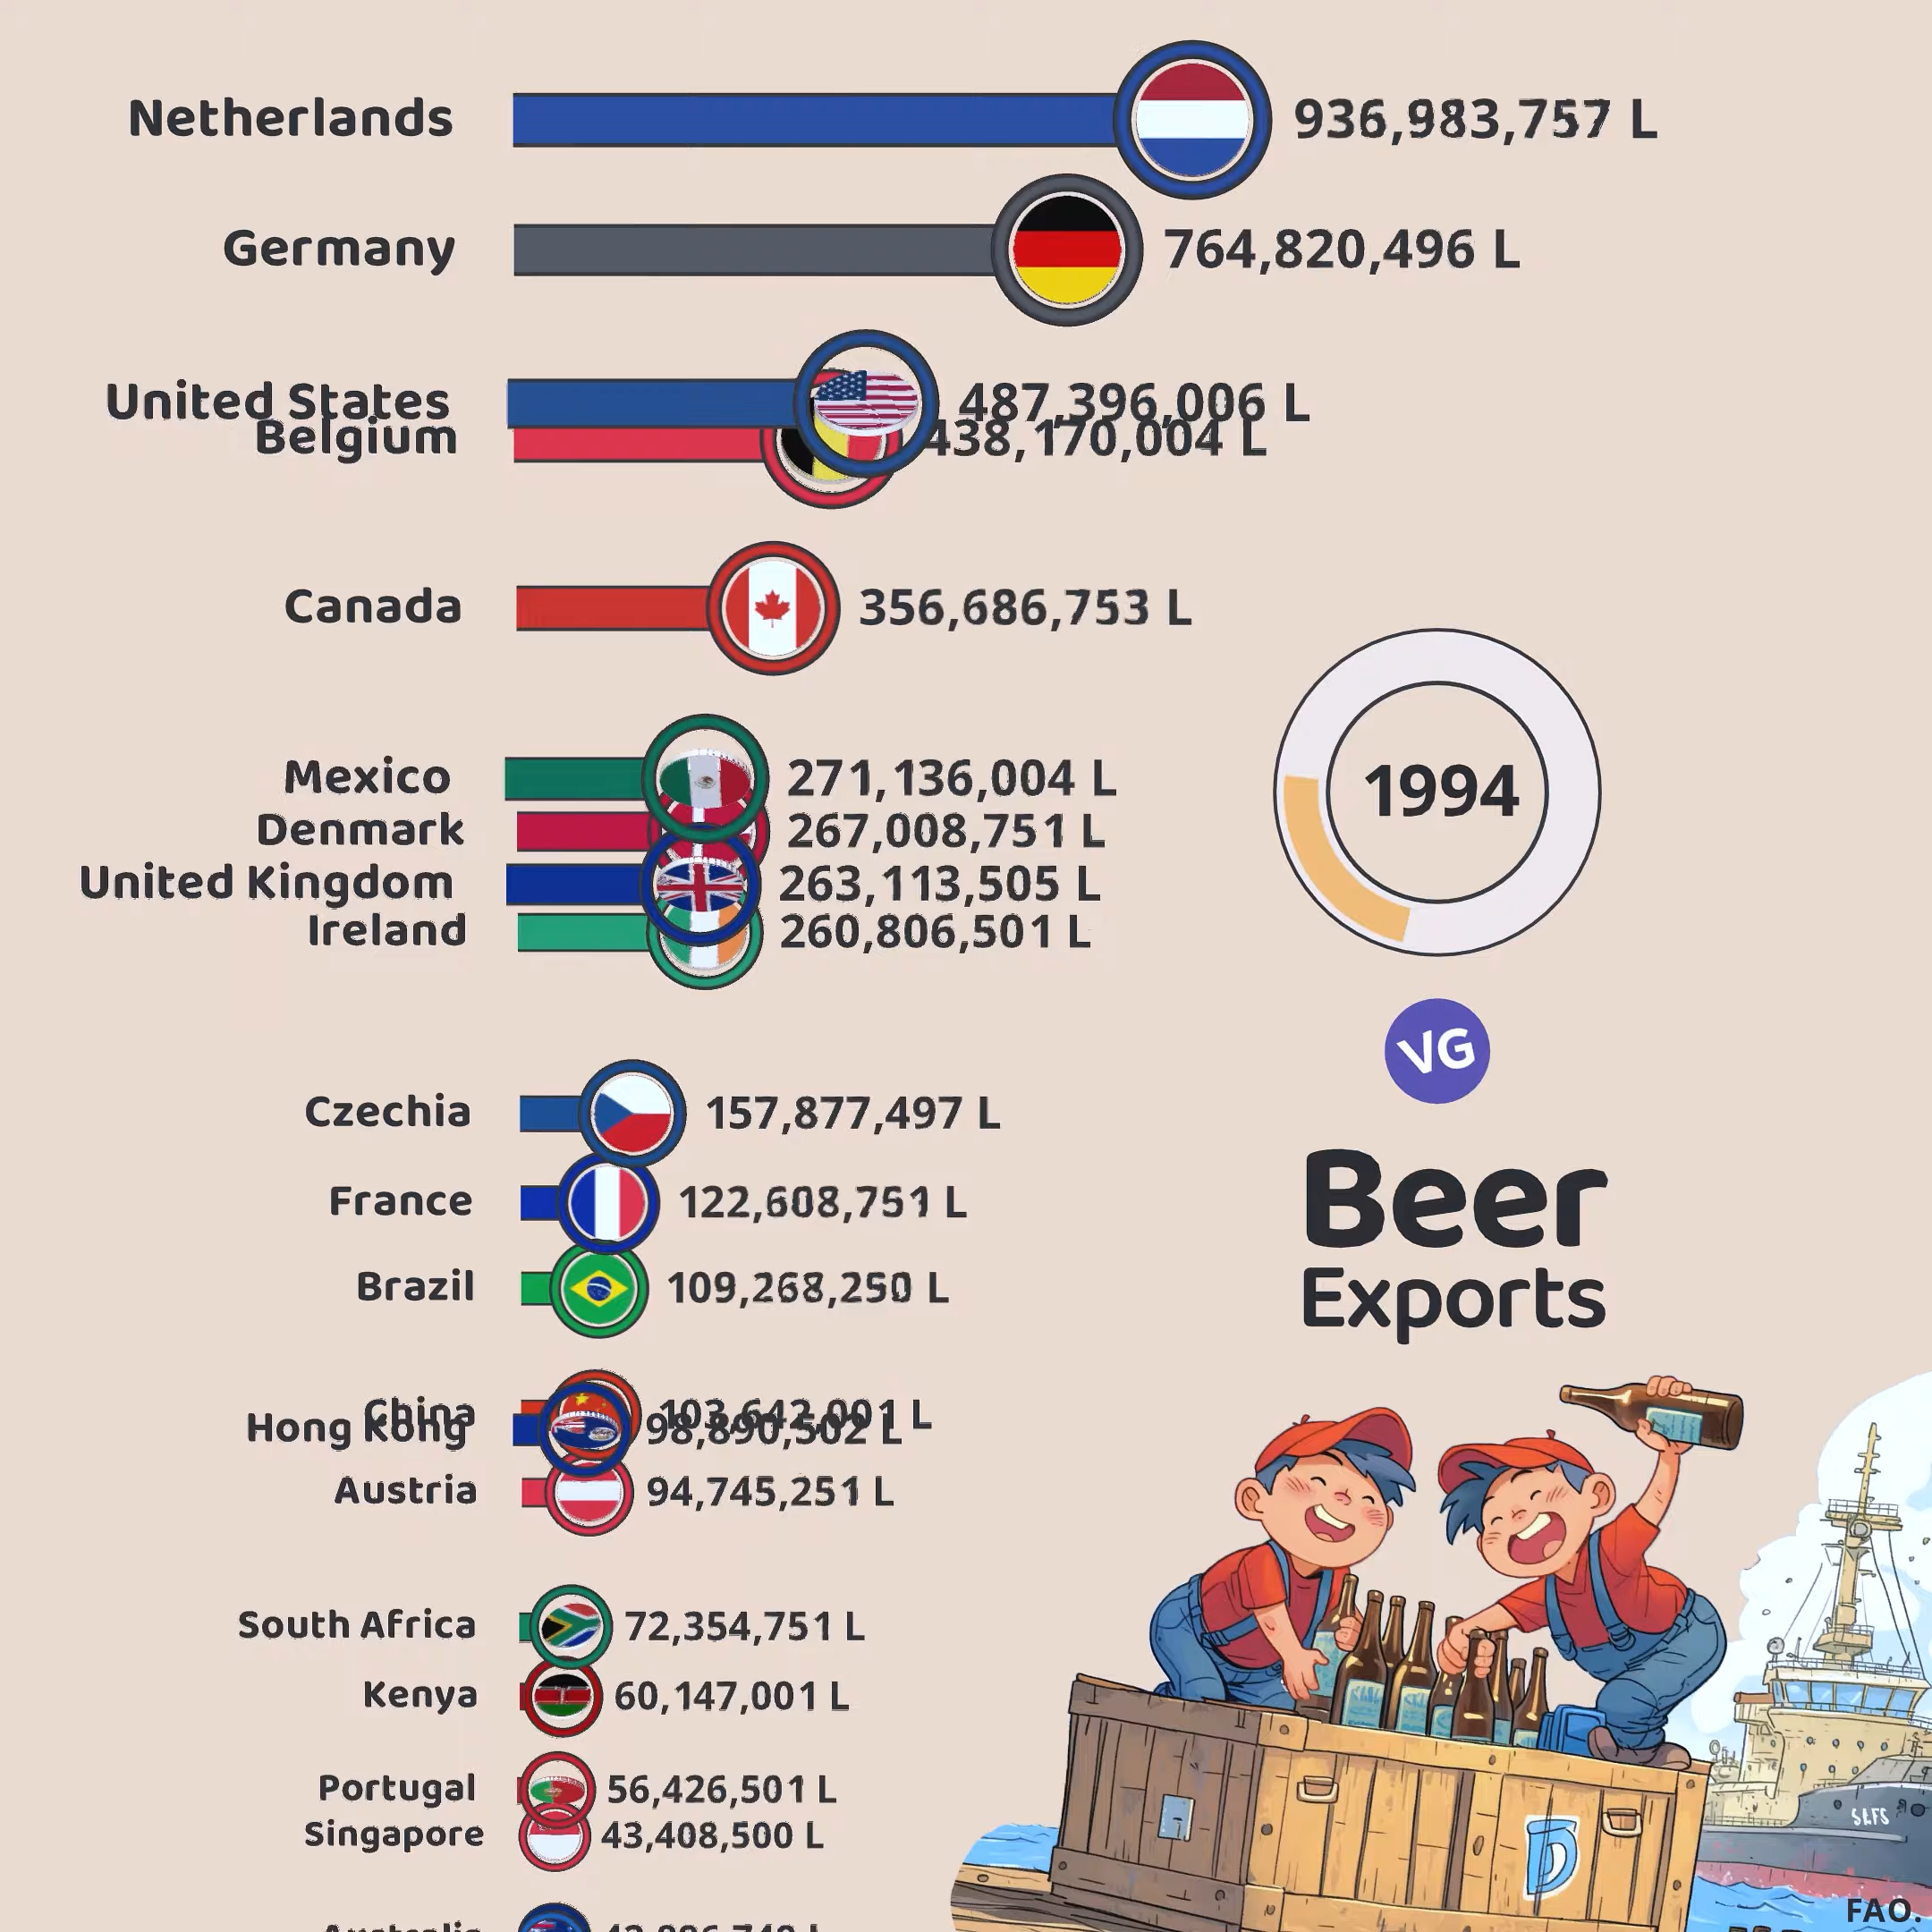 Netherlands 936,983,757 L
Germany 764,820,496 L
United States 487,396,006 L
Belgium 438,170,004 L
Canada 356,686,753 L
Mexico 271,136,004 L
Denmark 267,008,751 L
United Kingdom 263,113,505 L
Ireland 260,806,501 L
1994
VG
Czechia 157,877,497 L
France 122,608,751 L
Brazil 109,268,250 L
Beer
Exports
China 103,642,001 L
Hong Kong 98,890,502 L
Austria 94,745,251 L
South Africa 72,354,751 L
Kenya 60,147,001 L
Portugal 56,426,501 L
Singapore 43,408,500 L
Australia
FAO